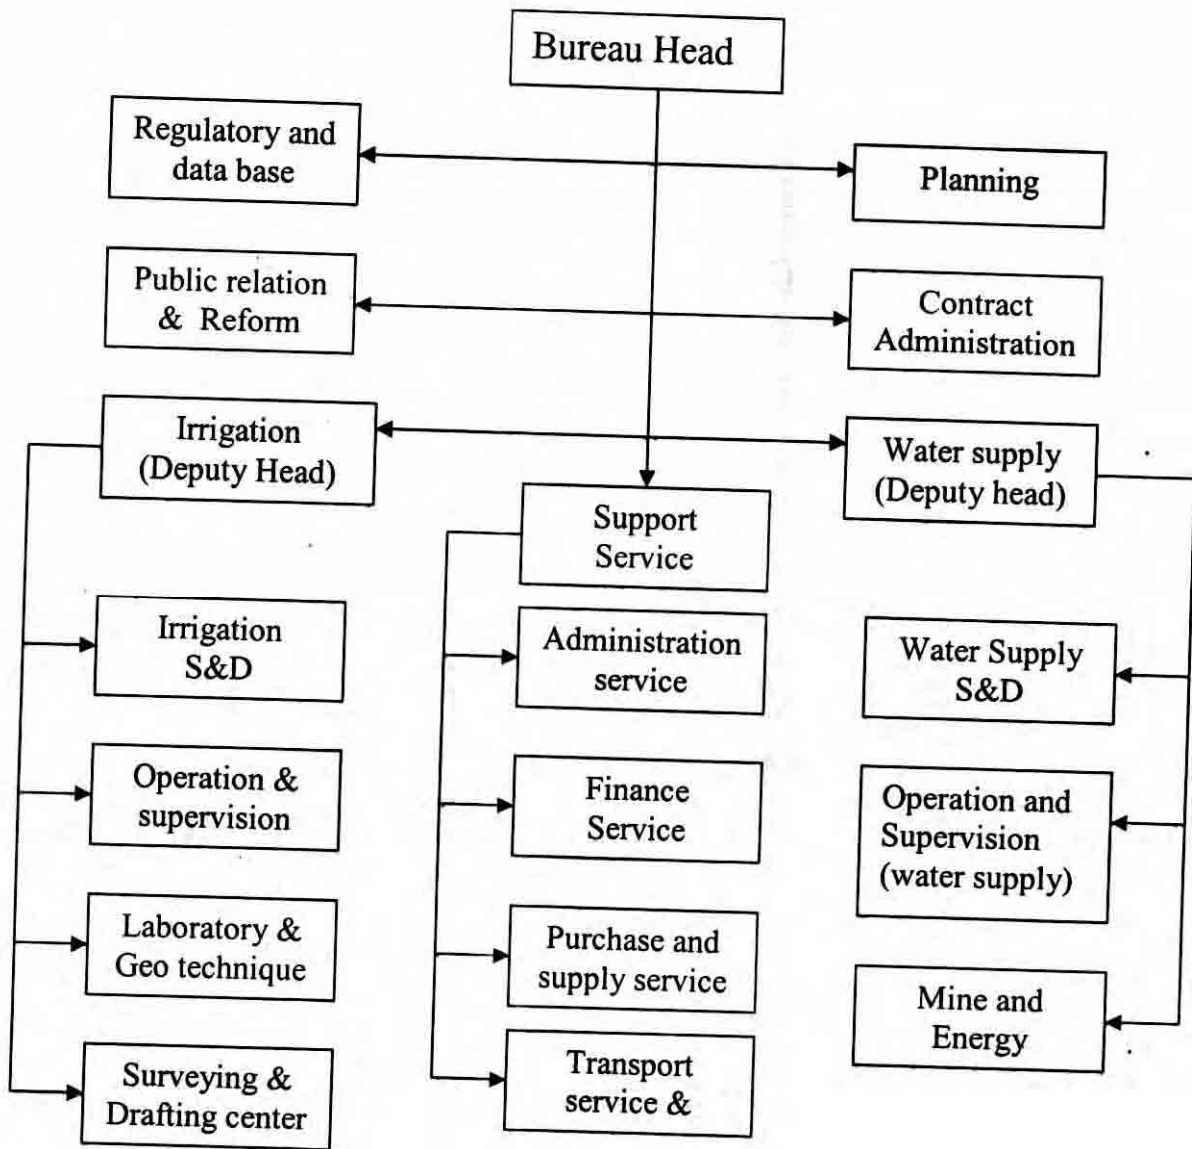 Bureau Head
Regulatory and
data base
Planning
Public relation
& Reform
Contract
Administration
Irrigation
(Deputy Head)
Water supply
(Deputy head)
Support
Service
Irrigation
S&D
Administration
service
Water Supply
S&D
Operation &
supervision
Finance
Service
Operation and
Supervision
(water supply)
Laboratory &
Geo technique
Purchase and
supply service
Mine and
Energy
Surveying &
Drafting center
Transport
service &